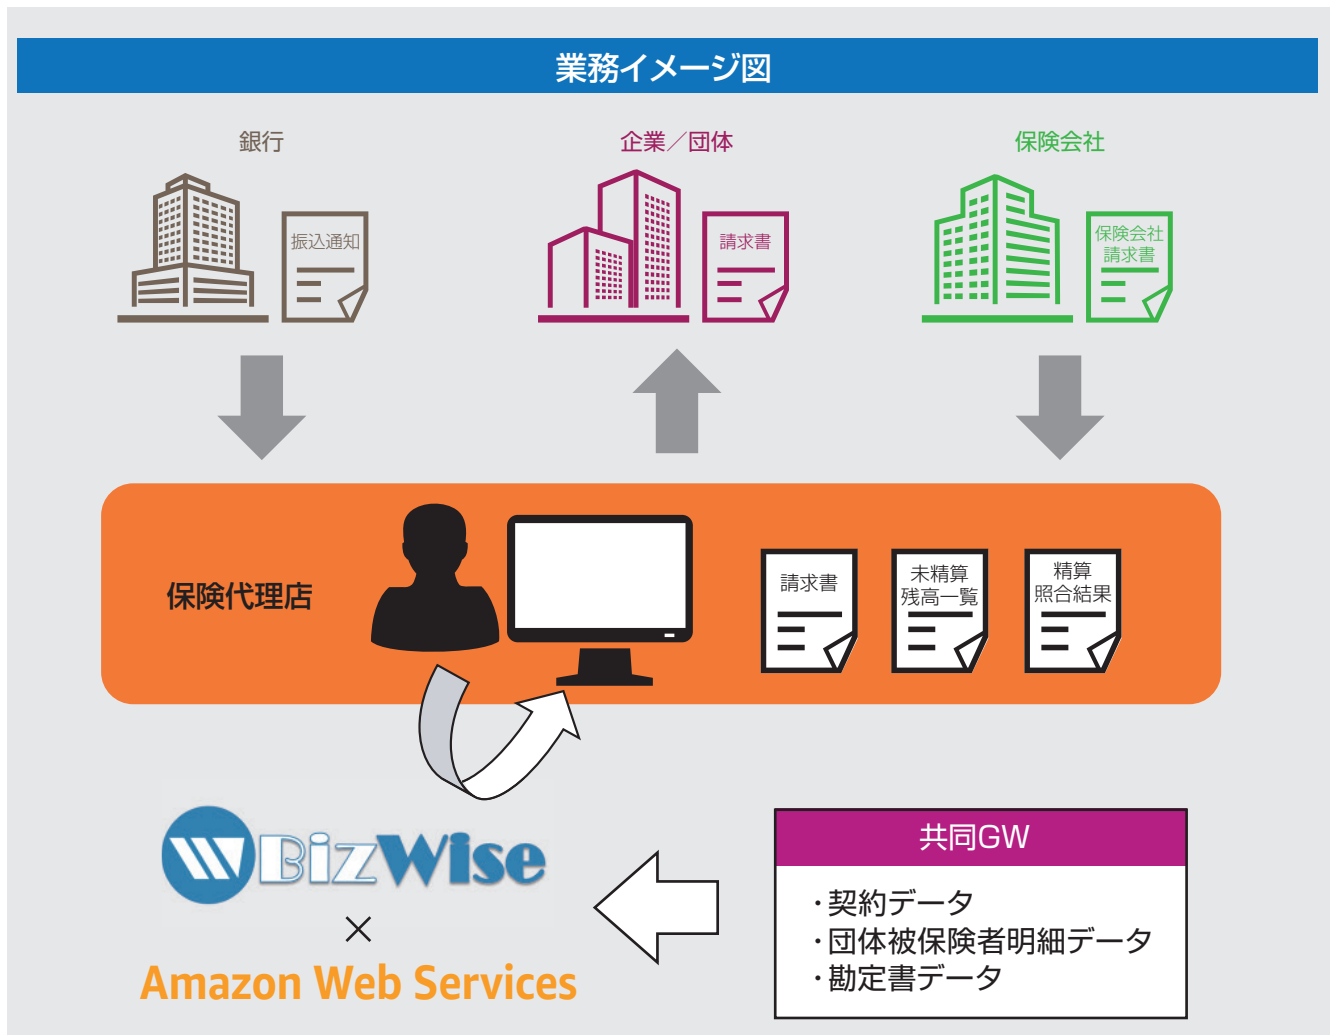 業務イメージ図
銀行
企業／団体
保険会社
振込通知
請求書
保険会社
請求書
保険代理店
請求書
未精算
残高一覧
精算
照合結果
BizWise
×
Amazon Web Services
共同GW
・契約データ
・団体被保険者明細データ
・勘定書データ